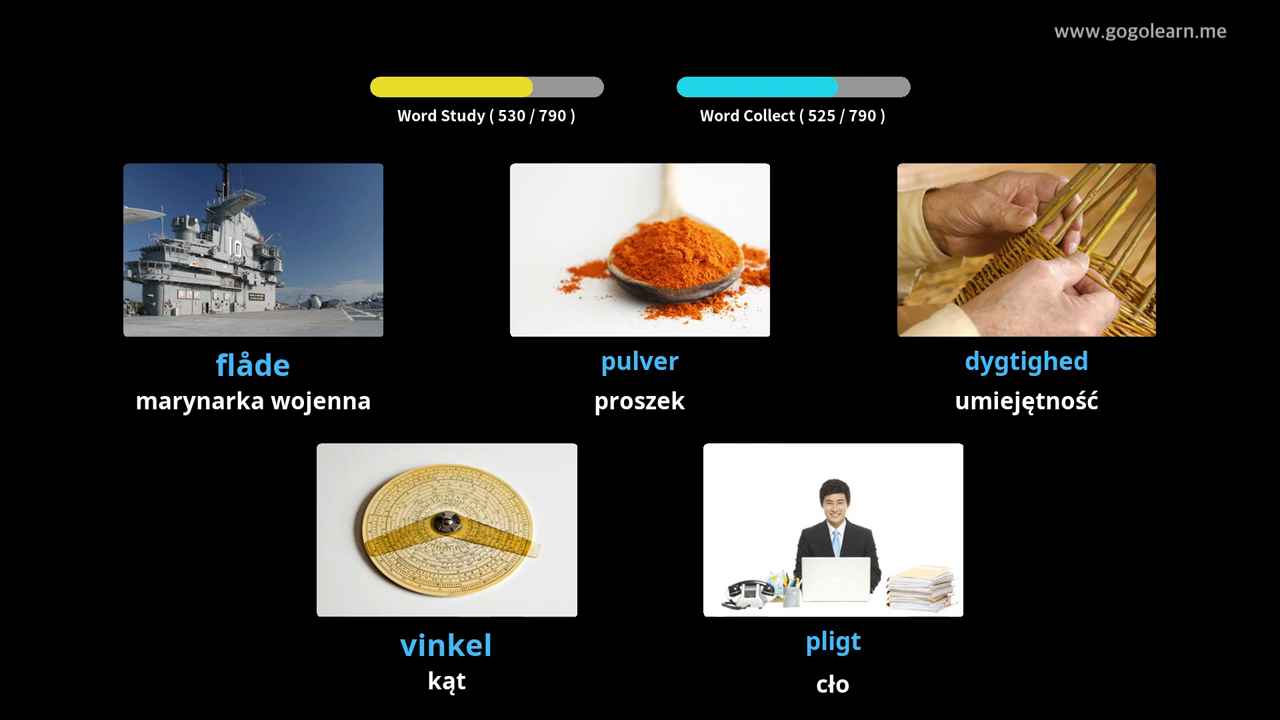 www.gogolearn.me
Word Study ( 530 / 790 )
Word Collect ( 525 / 790 )
flåde
marynarka wojenna
pulver
proszek
dygtighed
umiejętność
vinkel
kąt
pligt
cło